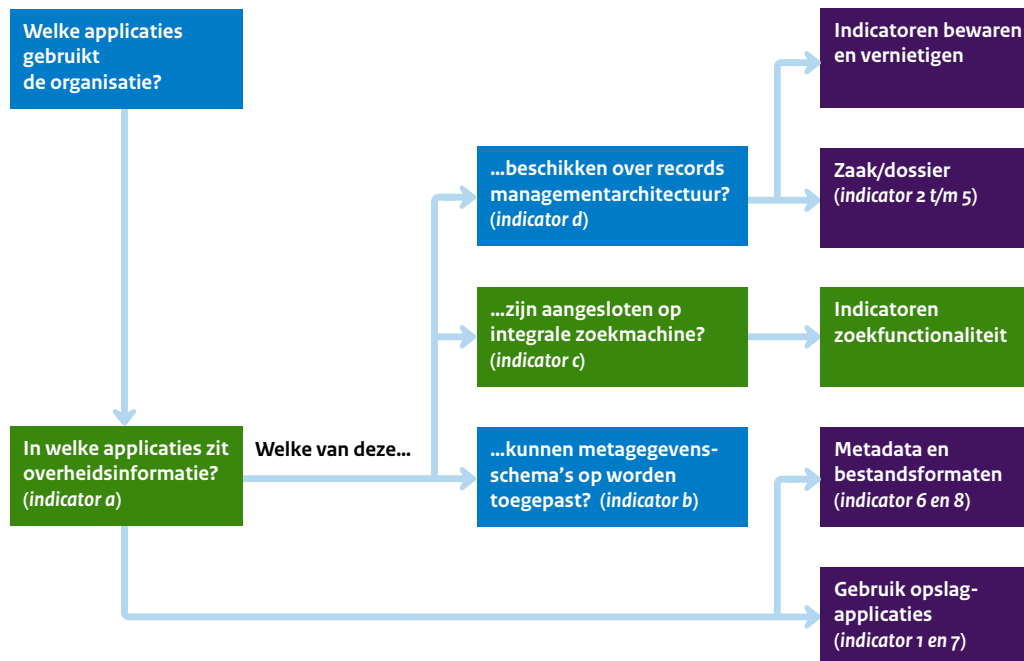 Welke applicaties
gebruikt
de organisatie?
Indicatoren bewaren
en vernietigen
...beschikken over records
managementarchitectuur?
(indicator d)
Zaak/dossier
(indicator 2 t/m 5)
...zijn aangesloten op
integrale zoekmachine?
(indicator c)
Indicatoren
zoekfunctionaliteit
In welke applicaties zit
overheidsinformatie?
(indicator a)
Welke van deze...
...kunnen metagegevens-
schema's op worden
toegepast? (indicator b)
Metadata en
bestandsformaten
(indicator 6 en 8)
Gebruik opslag-
applicaties
(indicator 1 en 7)